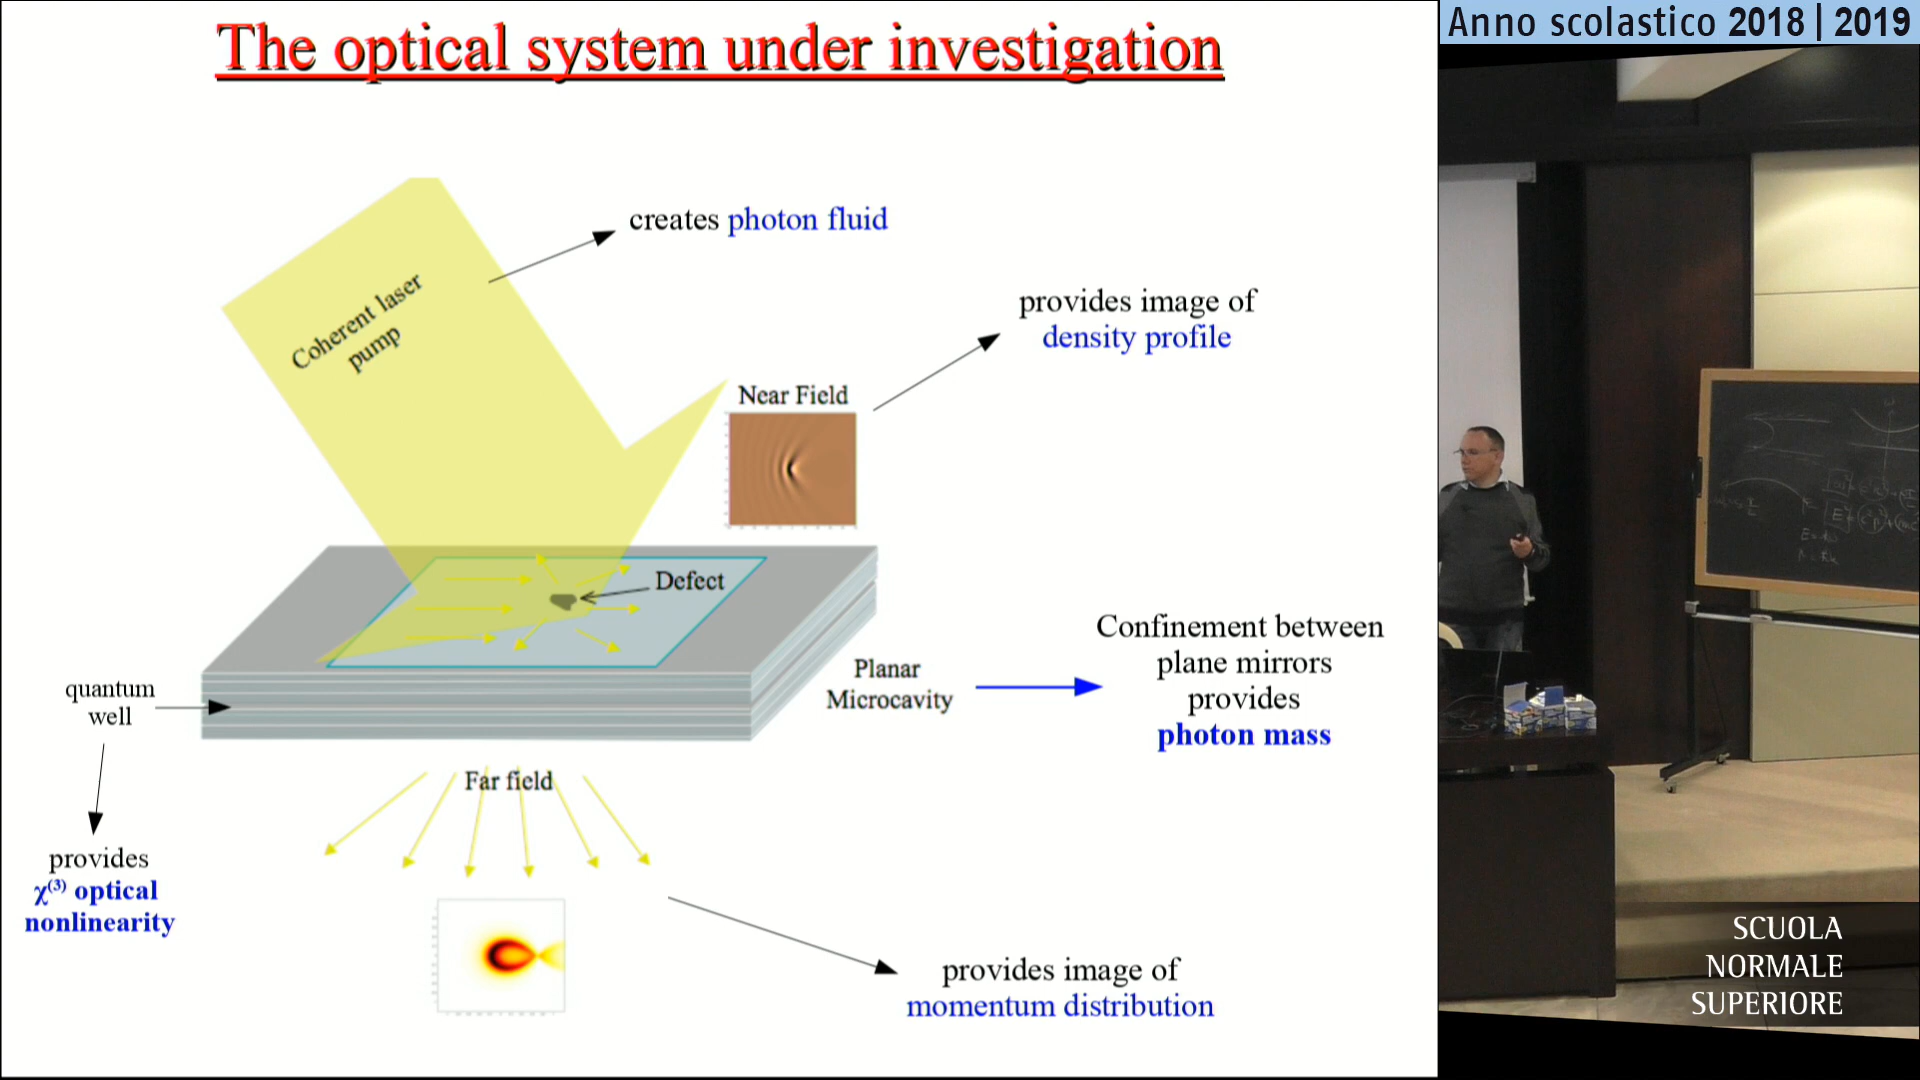 The optical system under investigation
Anno scolastico 2018 | 2019
creates photon fluid
Coherent laser
pump
provides image of
density profile
Near Field
Defect
Confinement between
plane mirrors
provides
photon mass
Planar
Microcavity
quantum
well
Far field
provides
χ⁽³⁾ optical
nonlinearity
provides image of
momentum distribution
SCUOLA
NORMALE
SUPERIORE